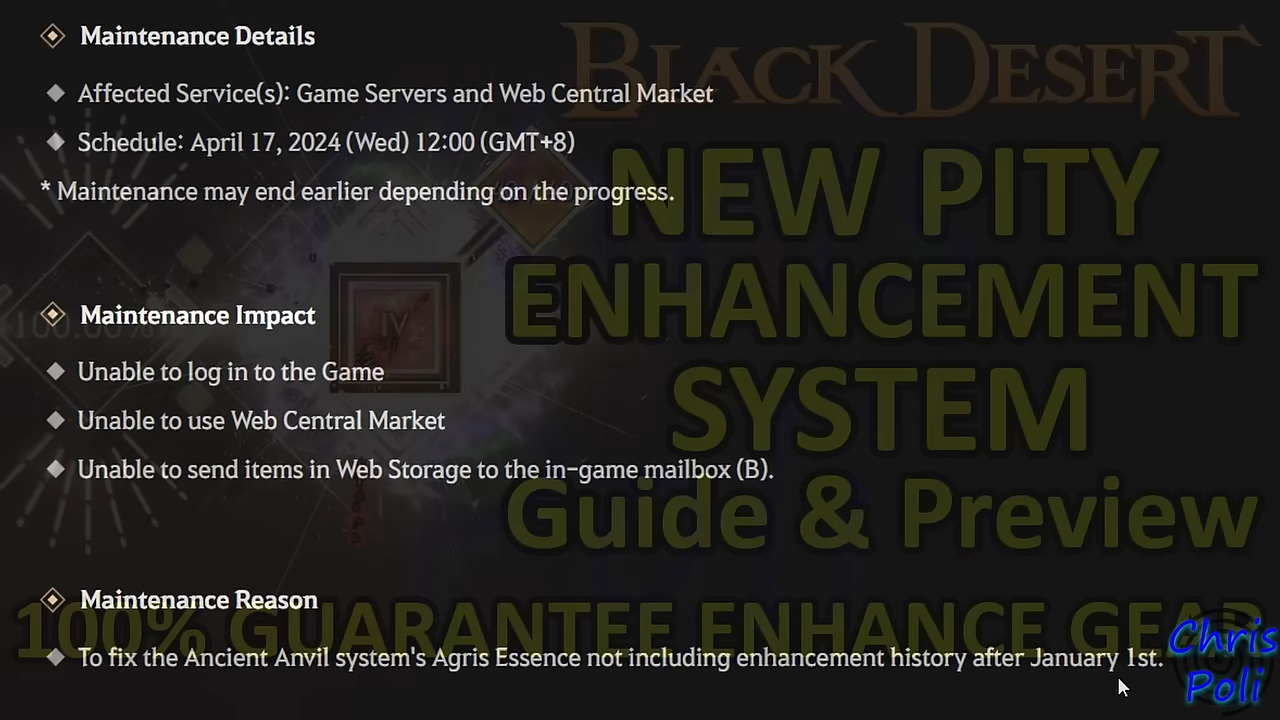 Maintenance Details
BLACK DESERT
Affected Service(s): Game Servers and Web Central Market
Schedule: April 17, 2024 (Wed) 12:00 (GMT+8)
NEW PITY
* Maintenance may end earlier depending on the progress.
ENHANCEMENT
Maintenance Impact
IV
100.00%
Unable to log in to the Game
SYSTEM
Unable to use Web Central Market
Unable to send items in Web Storage to the in-game mailbox (B).
Guide & Preview
Maintenance Reason
100% GUARANTEE ENHANCE GEAR
To fix the Ancient Anvil system's Agris Essence not including enhancement history after January 1st.
Chris
Poli